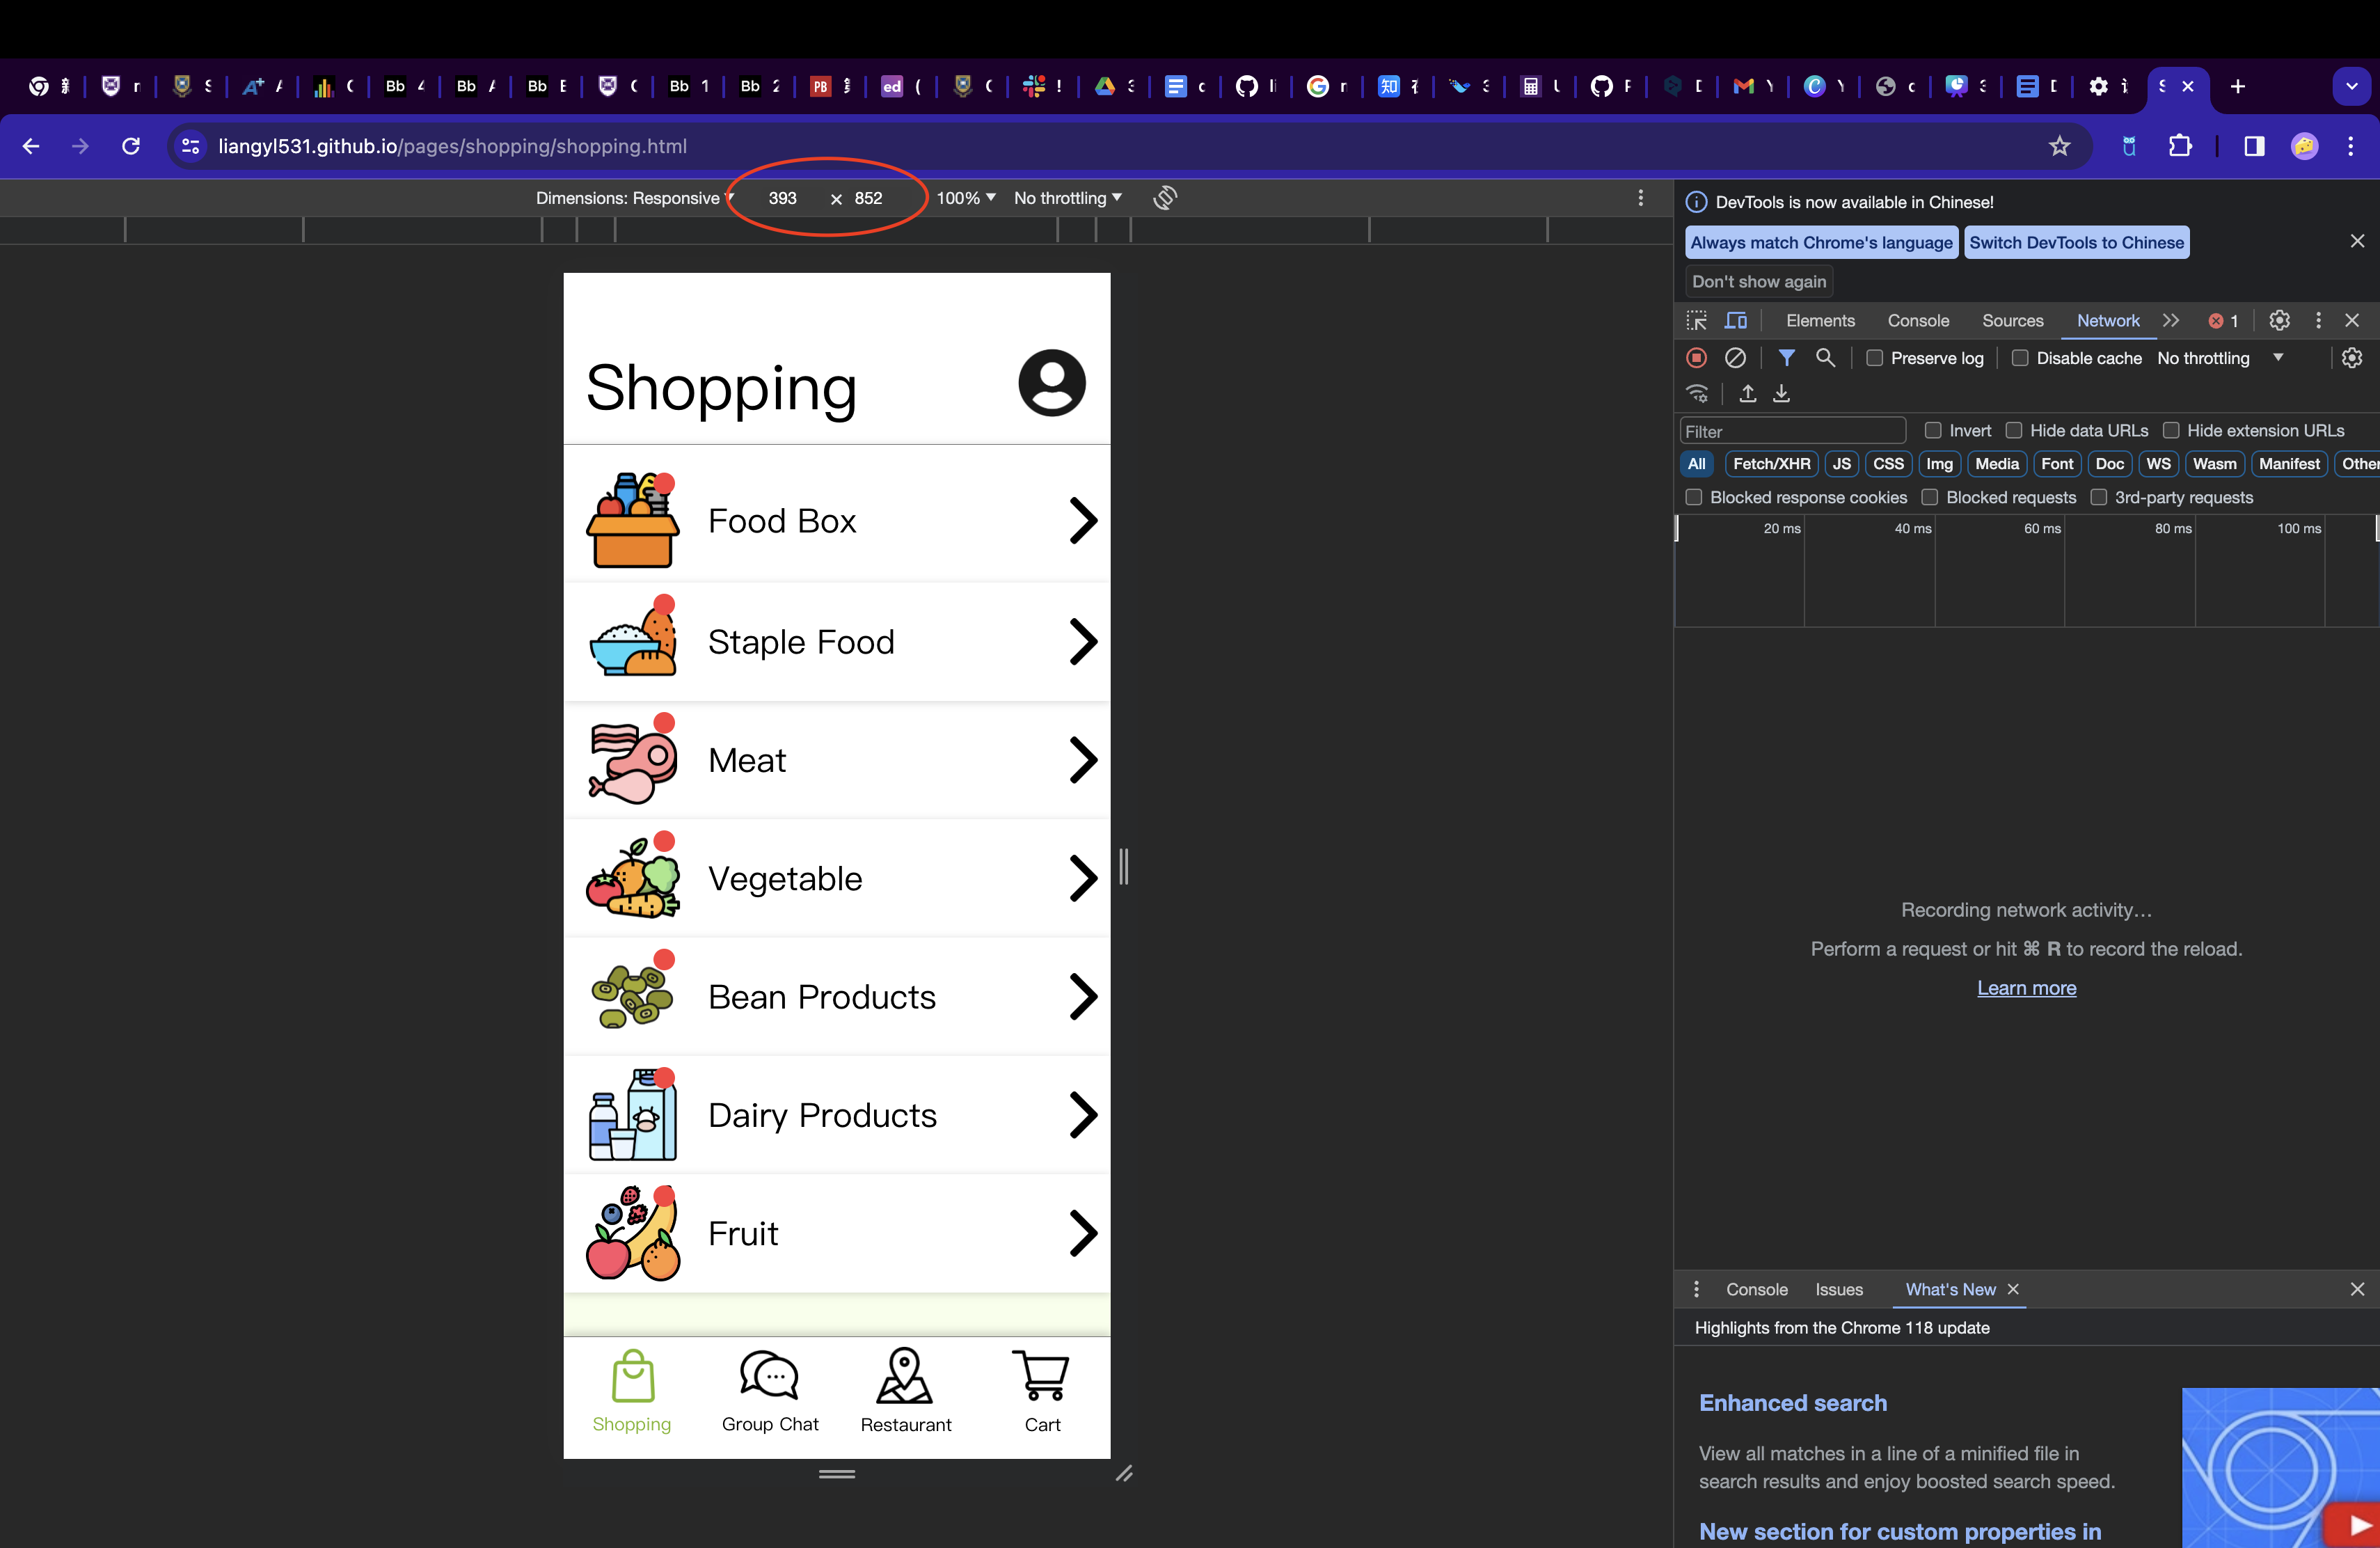 liangyl531.github.io/pages/shopping/shopping.html
Dimensions: Responsive 393 × 852 100% No throttling
DevTools is now available in Chinese!
Always match Chrome's language Switch DevTools to Chinese
Don't show again
Elements Console Sources Network 1
Preserve log Disable cache No throttling
Filter Invert Hide data URLs Hide extension URLs
All Fetch/XHR JS CSS Img Media Font Doc WS Wasm Manifest
Blocked response cookies Blocked requests 3rd-party requests
20 ms 40 ms 60 ms 80 ms 100 ms
Recording network activity…
Perform a request or hit ⌘ R to record the reload.
Learn more
Console Issues What's New
Highlights from the Chrome 118 update
Enhanced search
View all matches in a line of a minified file in
search results and enjoy boosted search speed.
New section for custom properties in
Shopping
Food Box
Staple Food
Meat
Vegetable
Bean Products
Dairy Products
Fruit
Shopping Group Chat Restaurant Cart